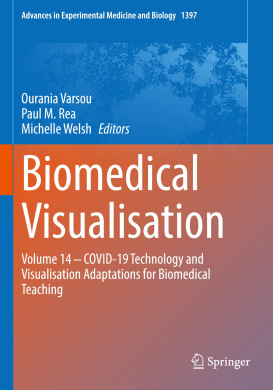 Advances in Experimental Medicine and Biology 1397
Ourania Varsou
Paul M. Rea
Michelle Welsh Editors
Biomedical
Visualisation
Volume 14 – COVID-19 Technology and
Visualisation Adaptations for Biomedical
Teaching
Springer